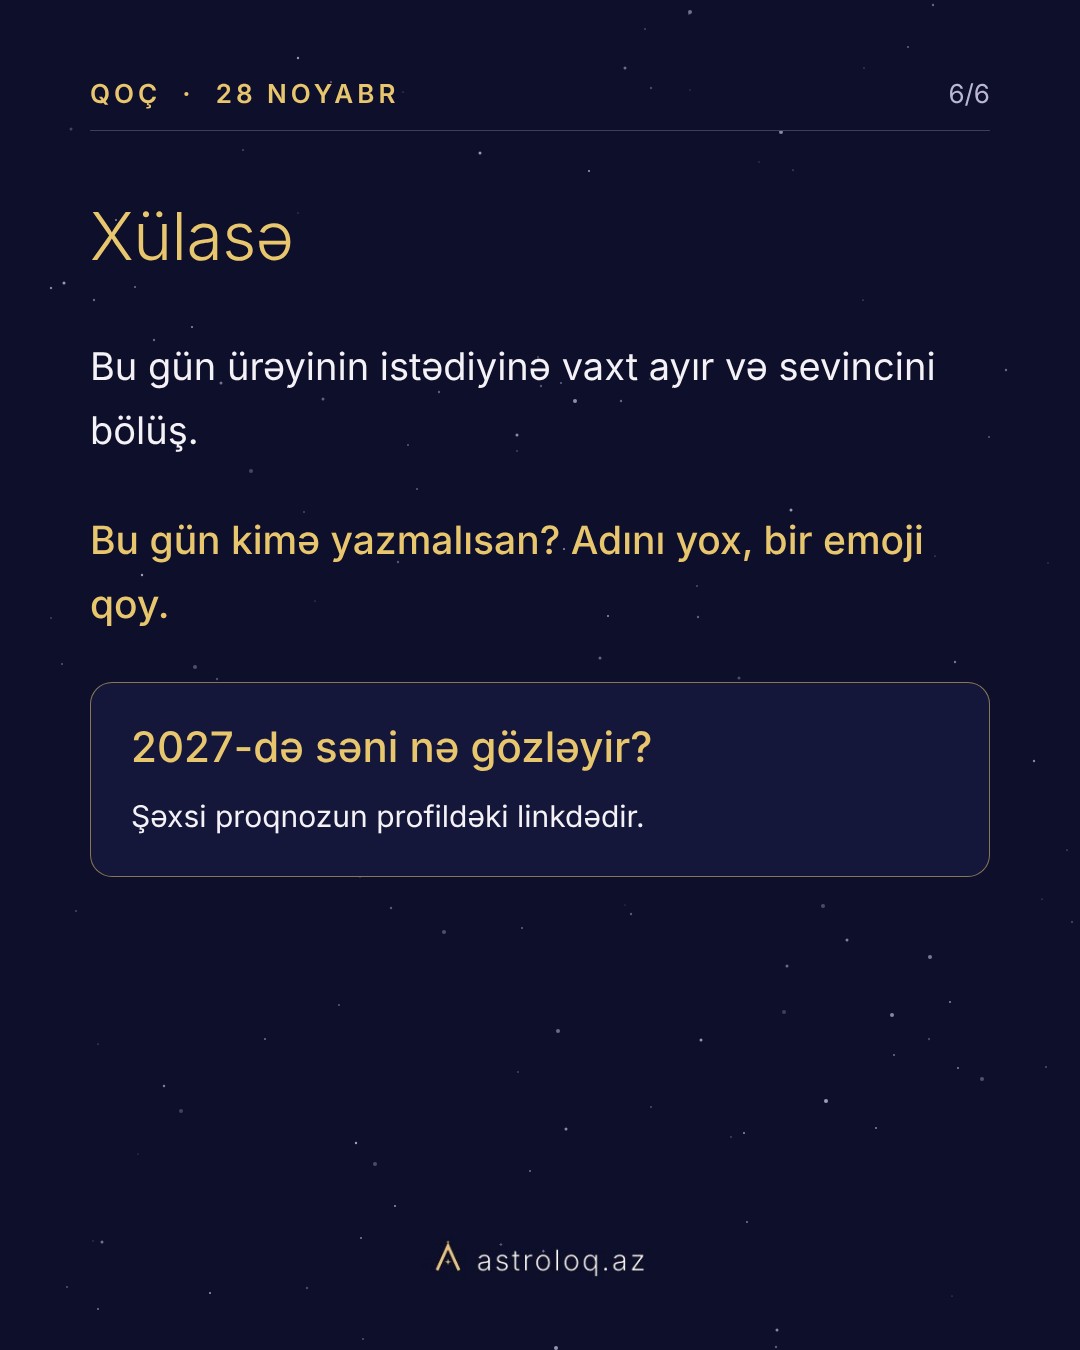 QOÇ · 28 NOYABR
6/6
Xülasə
Bu gün ürəyinin istədiyinə vaxt ayır və sevincini
bölüş.
Bu gün kimə yazmalısan? Adını yox, bir emoji
qoy.
2027-də səni nə gözləyir?
Şəxsi proqnozun profildəki linkdədir.
astroloq.az